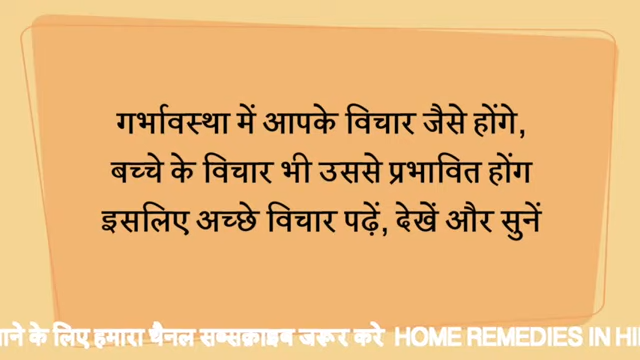 गर्भावस्था में आपके विचार जैसे होंगे,
बच्चे के विचार भी उससे प्रभावित होंग
इसलिए अच्छे विचार पढ़ें, देखें और सुनें
के लिए हमारा चैनल सब्सक्राइब जरूर करे HOME REMEDIES IN